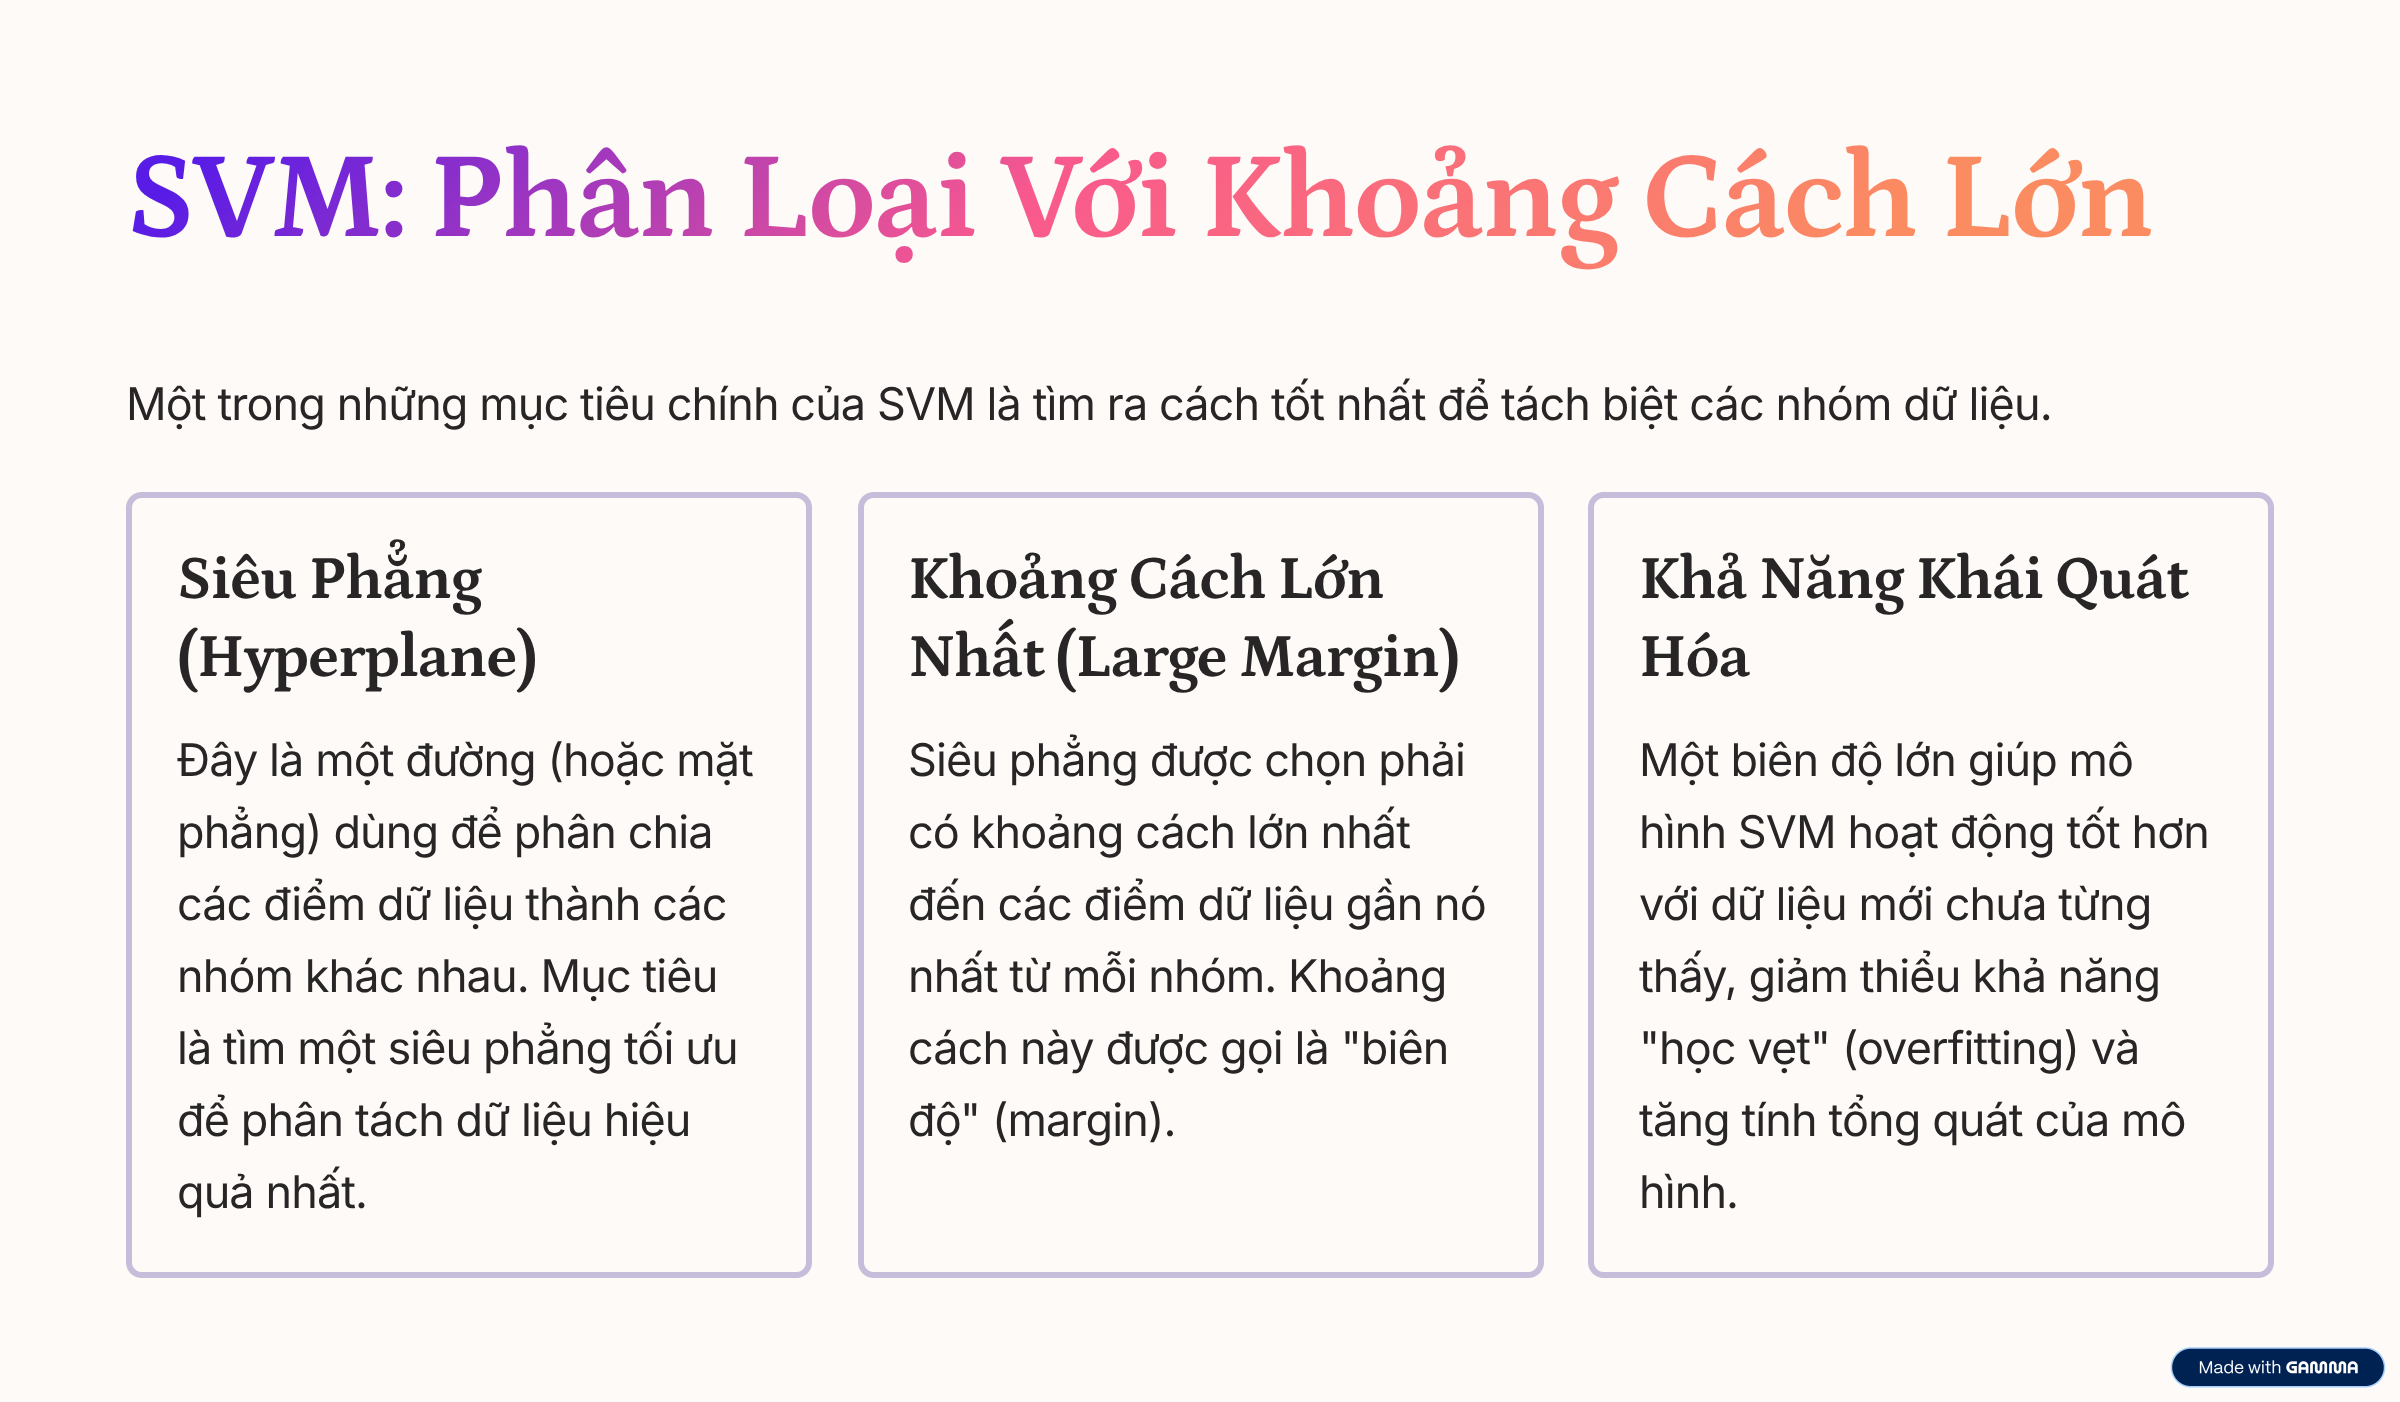 SVM: Phân Loại Với Khoảng Cách Lớn
Một trong những mục tiêu chính của SVM là tìm ra cách tốt nhất để tách biệt các nhóm dữ liệu.
Siêu Phẳng
(Hyperplane)
Đây là một đường (hoặc mặt
phẳng) dùng để phân chia
các điểm dữ liệu thành các
nhóm khác nhau. Mục tiêu
là tìm một siêu phẳng tối ưu
để phân tách dữ liệu hiệu
quả nhất.
Khoảng Cách Lớn
Nhất (Large Margin)
Siêu phẳng được chọn phải
có khoảng cách lớn nhất
đến các điểm dữ liệu gần nó
nhất từ mỗi nhóm. Khoảng
cách này được gọi là "biên
độ" (margin).
Khả Năng Khái Quát
Hóa
Một biên độ lớn giúp mô
hình SVM hoạt động tốt hơn
với dữ liệu mới chưa từng
thấy, giảm thiểu khả năng
"học vẹt" (overfitting) và
tăng tính tổng quát của mô
hình.
Made with GAMMA